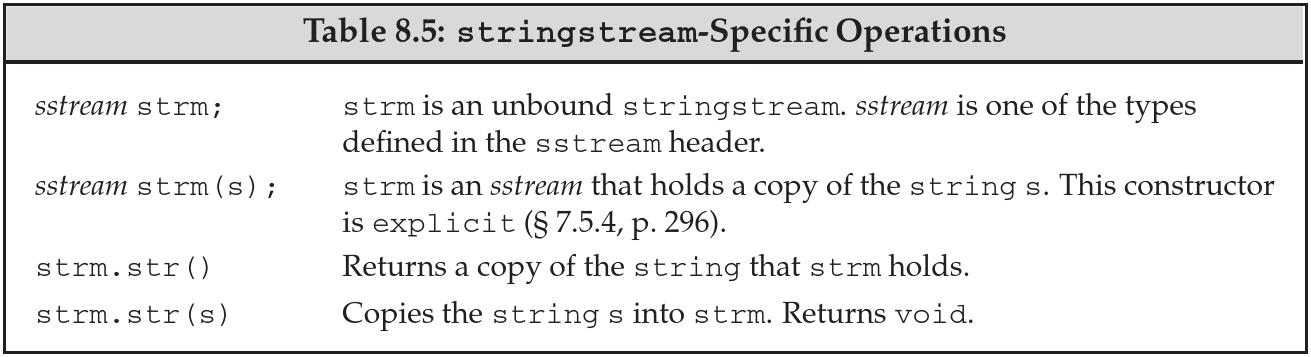 Table 8.5: stringstream-Specific Operations
sstream strm; strm is an unbound stringstream. sstream is one of the types
defined in the sstream header.
sstream strm(s); strm is an sstream that holds a copy of the string s. This constructor
is explicit (§ 7.5.4, p. 296).
strm.str() Returns a copy of the string that strm holds.
strm.str(s) Copies the string s into strm. Returns void.